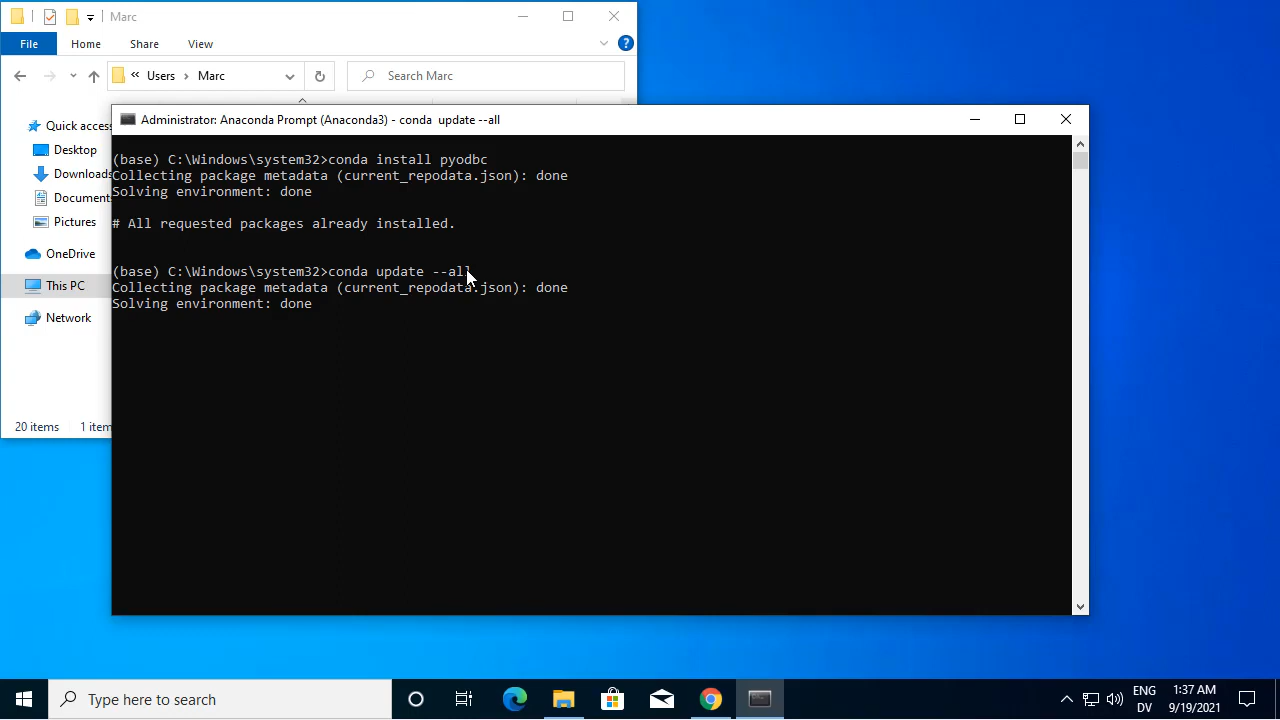 Marc
File
Home
Share
View
Users
Marc
Search Marc
Quick access
Desktop
Downloads
Document
Pictures
OneDrive
This PC
Network
20 items
1 item
Administrator: Anaconda Prompt (Anaconda3) - conda  update --all
(base) C:\Windows\system32>conda install pyodbc
Collecting package metadata (current_repodata.json): done
Solving environment: done
# All requested packages already installed.
(base) C:\Windows\system32>conda update --all
Collecting package metadata (current_repodata.json): done
Solving environment: done
Type here to search
ENG
DV
1:37 AM
9/19/2021